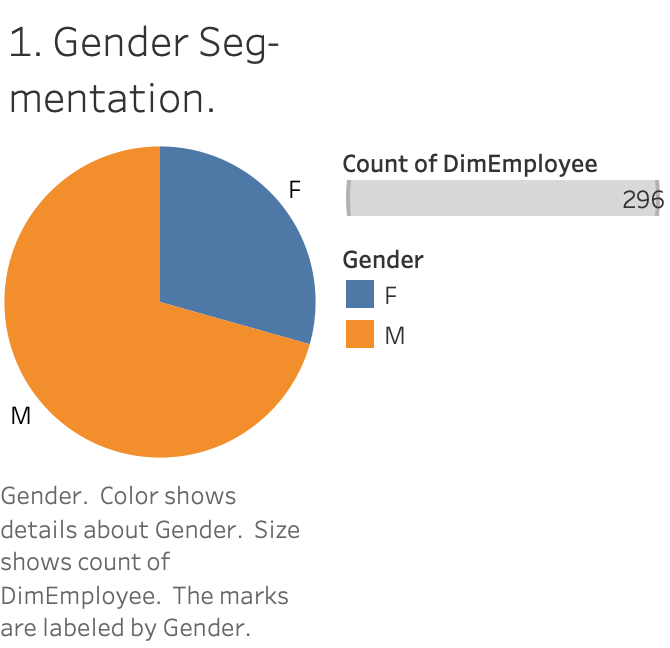 1. Gender Seg-
mentation.
F
M
Count of DimEmployee
296
Gender
F
M
Gender.  Color shows
details about Gender.  Size
shows count of
DimEmployee.  The marks
are labeled by Gender.